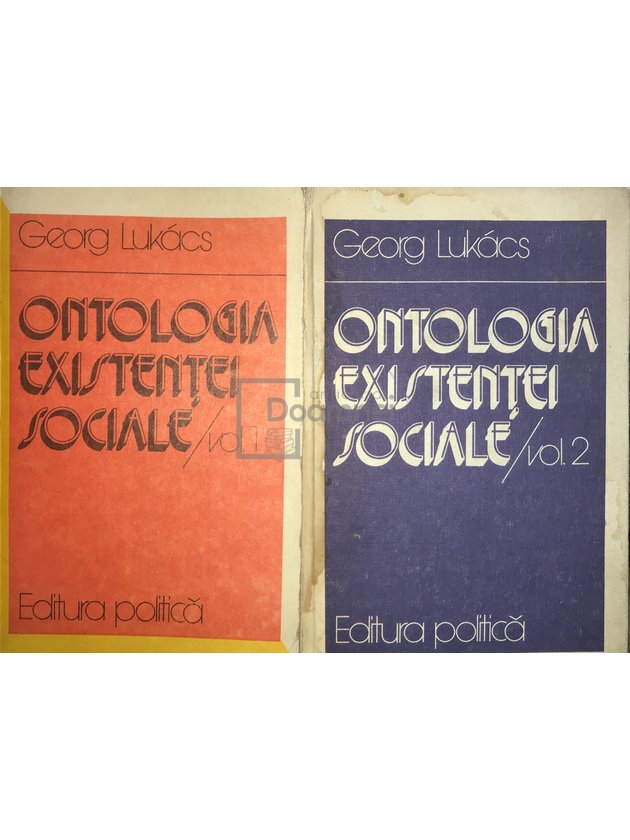 Georg Lukács
ONTOLOGIA
EXISTENȚEI
SOCIALE/vol. 1
Editura politică
Georg Lukács
ONTOLOGIA
EXISTENȚEI
SOCIALE/vol. 2
Editura politică